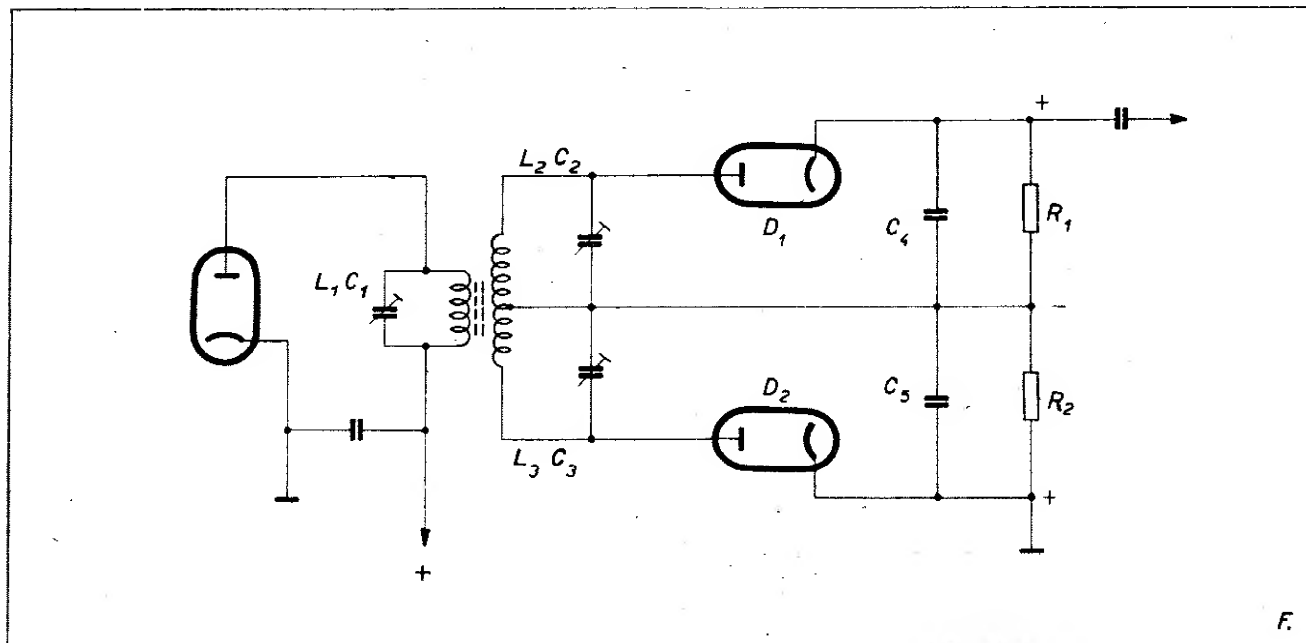 +
L₂ C₂
D₁
L₁ C₁
C₄
R₁
−
D₂
C₅
R₂
L₃ C₃
+
+
F.